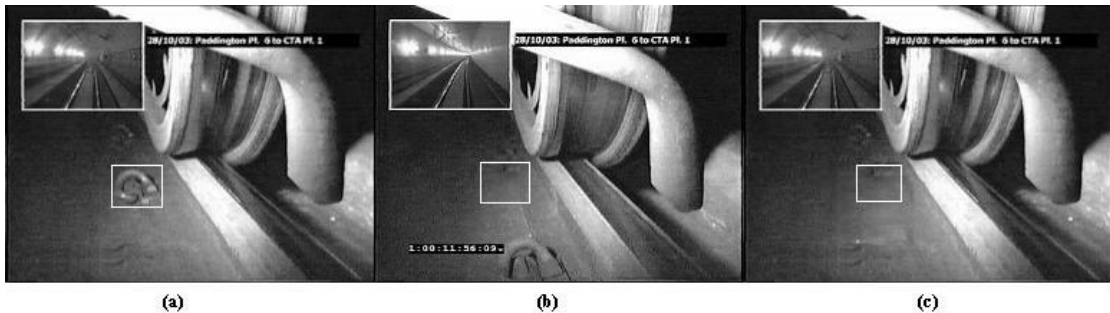 28/10/03: Paddington Pl. 6 to CTA Pl. 1
28/10/03: Paddington Pl. 6 to CTA Pl. 1
28/10/03: Paddington Pl. 6 to CTA Pl. 1
1:00:11:56:09
(a)
(b)
(c)